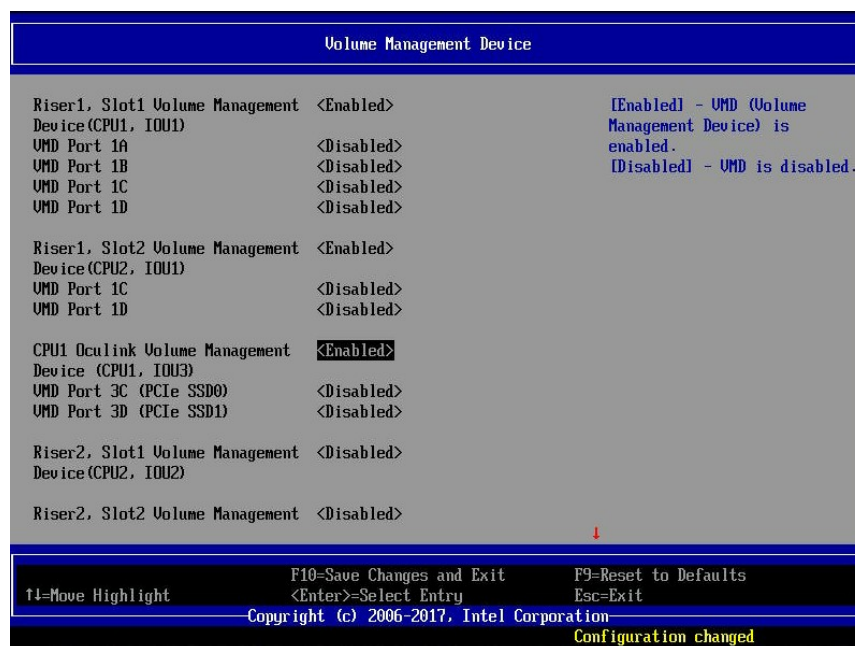 Volume Management Device
Riser1, Slot1 Volume Management <Enabled>
Device(CPU1, IOU1)
VMD Port 1A <Disabled>
VMD Port 1B <Disabled>
VMD Port 1C <Disabled>
VMD Port 1D <Disabled>
Riser1, Slot2 Volume Management <Enabled>
Device(CPU2, IOU1)
VMD Port 1C <Disabled>
VMD Port 1D <Disabled>
CPU1 Oculink Volume Management <Enabled>
Device (CPU1, IOU3)
VMD Port 3C (PCIe SSD0) <Disabled>
VMD Port 3D (PCIe SSD1) <Disabled>
Riser2, Slot1 Volume Management <Disabled>
Device(CPU2, IOU2)
Riser2, Slot2 Volume Management <Disabled>
[Enabled] - VMD (Volume
Management Device) is
enabled.
[Disabled] - VMD is disabled.
↓
F10=Save Changes and Exit F9=Reset to Defaults
↑↓=Move Highlight <Enter>=Select Entry Esc=Exit
Copyright (c) 2006-2017, Intel Corporation
Configuration changed